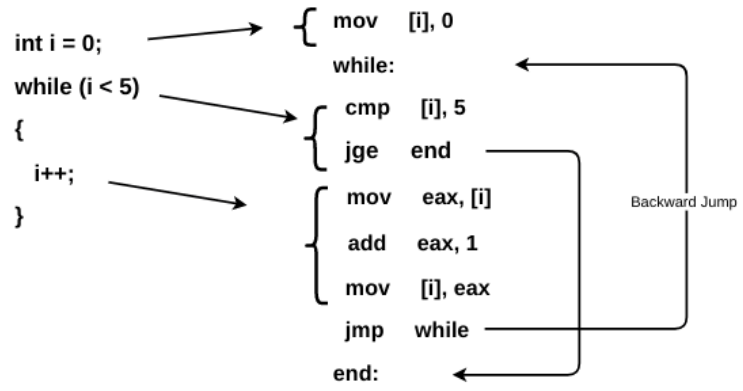 int i = 0;
while (i < 5)
{
i++;
}
mov [i], 0
while:
cmp [i], 5
jge end
mov eax, [i]
add eax, 1
mov [i], eax
jmp while
end:
Backward Jump